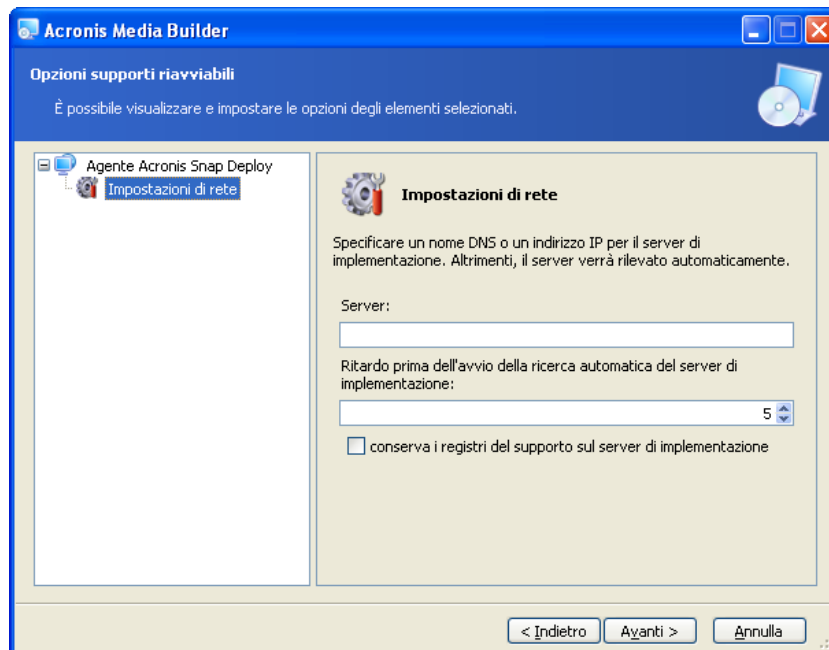 Acronis Media Builder
Opzioni supporti riavviabili
È possibile visualizzare e impostare le opzioni degli elementi selezionati.
Agente Acronis Snap Deploy
Impostazioni di rete
Impostazioni di rete
Specificare un nome DNS o un indirizzo IP per il server di
implementazione. Altrimenti, il server verrà rilevato automaticamente.
Server:
Ritardo prima dell'avvio della ricerca automatica del server di
implementazione:
5
conserva i registri del supporto sul server di implementazione
< Indietro
Avanti >
Annulla